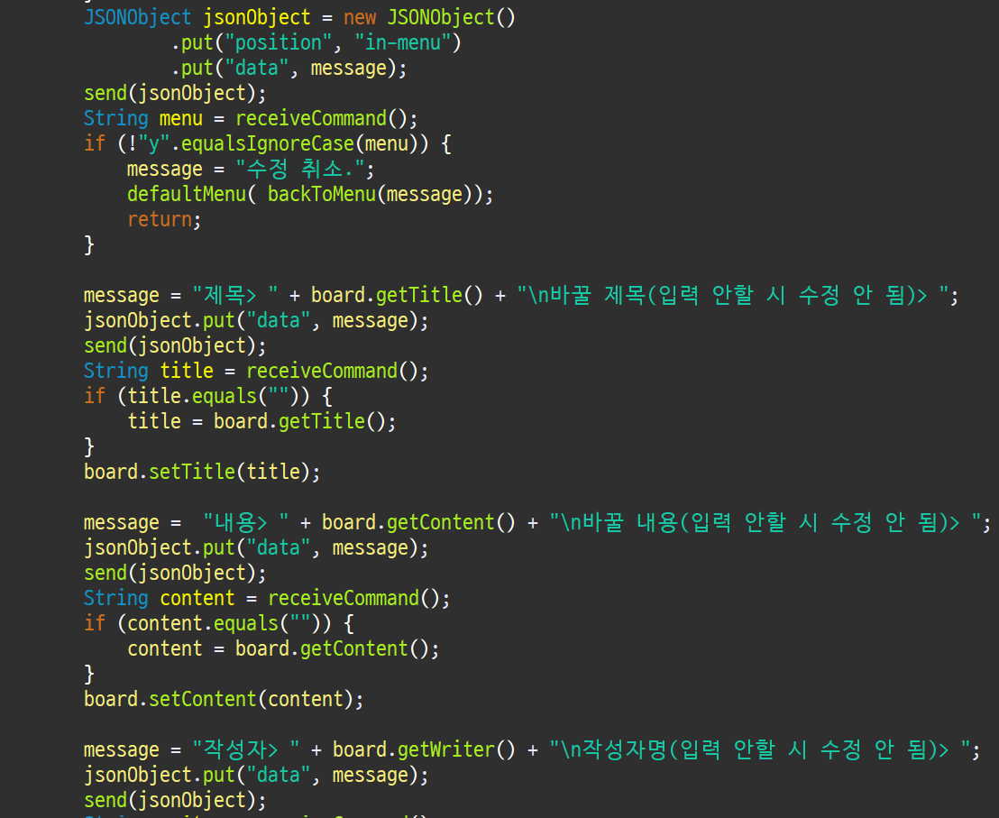 JSONObject jsonObject = new JSONObject()
.put("position", "in-menu")
.put("data", message);
send(jsonObject);
String menu = receiveCommand();
if (!"y".equalsIgnoreCase(menu)) {
message = "수정 취소.";
defaultMenu( backToMenu(message));
return;
}
message = "제목> " + board.getTitle() + "\n바꿀 제목(입력 안할 시 수정 안 됨)> ";
jsonObject.put("data", message);
send(jsonObject);
String title = receiveCommand();
if (title.equals("")) {
title = board.getTitle();
}
board.setTitle(title);
message =  "내용> " + board.getContent() + "\n바꿀 내용(입력 안할 시 수정 안 됨)> ";
jsonObject.put("data", message);
send(jsonObject);
String content = receiveCommand();
if (content.equals("")) {
content = board.getContent();
}
board.setContent(content);
message = "작성자> " + board.getWriter() + "\n작성자명(입력 안할 시 수정 안 됨)> ";
jsonObject.put("data", message);
send(jsonObject);